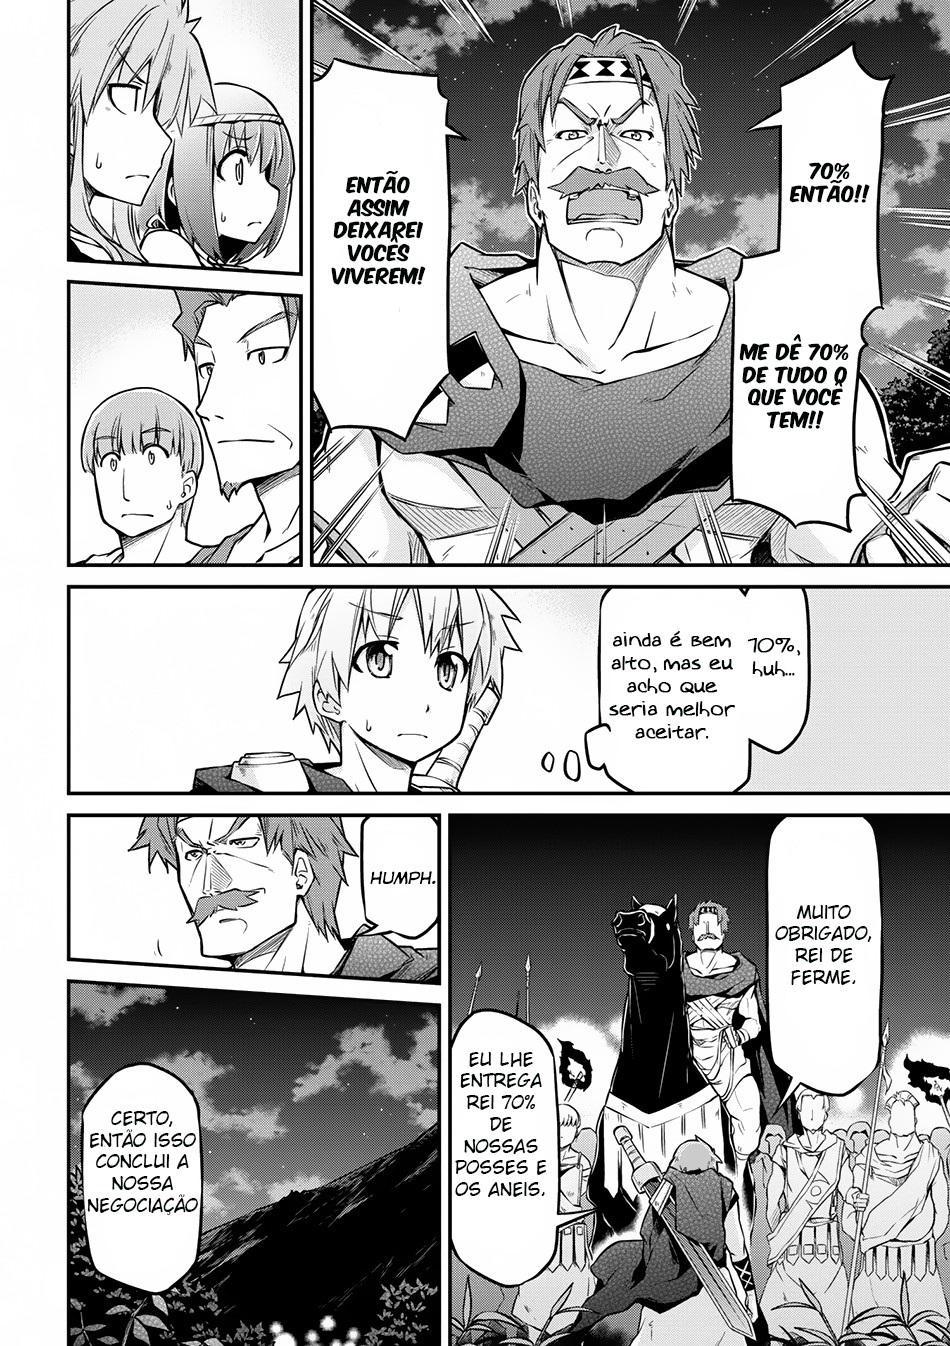 70%
ENTÃO!!
ME DÊ 70%
DE TUDO O
QUE VOCÊ
TEM!!
ENTÃO
ASSIM
DEIXAREI
VOCÊS
VIVEREM!
70%,
huh...
ainda é bem
alto, mas eu
acho que
seria melhor
aceitar.
MUITO
OBRIGADO,
REI DE
FERME.
EU LHE
ENTREGA
REI 70%
DE
NOSSAS
POSSES E
OS ANEIS.
HUMPH.
CERTO,
ENTÃO ISSO
CONCLUI A
NOSSA
NEGOCIAÇÃO